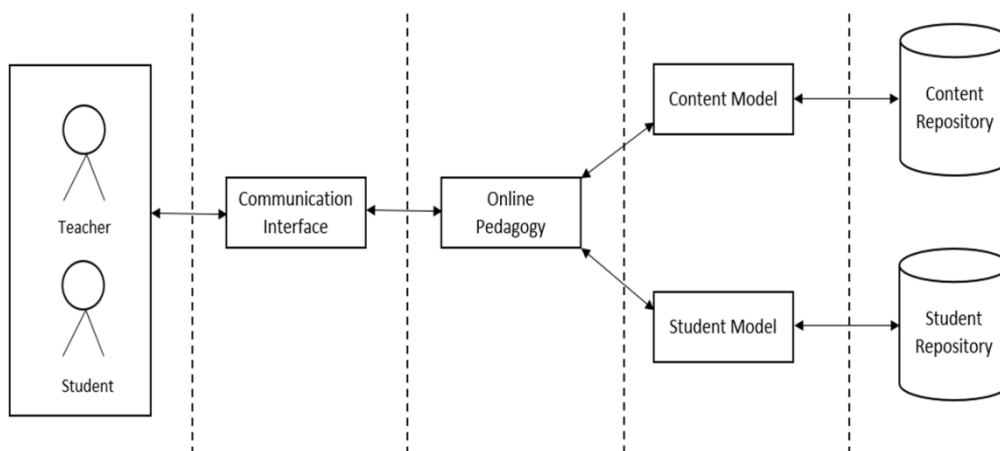 Teacher
Student
Communication
Interface
Online
Pedagogy
Content Model
Student Model
Content
Repository
Student
Repository